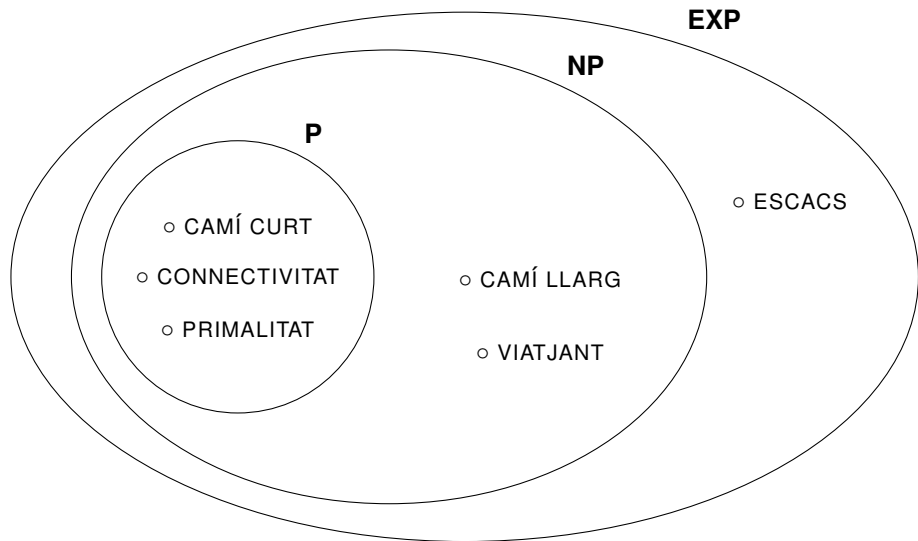 EXP
NP
P
ESCACS
CAMÍ CURT
CONNECTIVITAT
CAMÍ LLARG
PRIMALITAT
VIATJANT